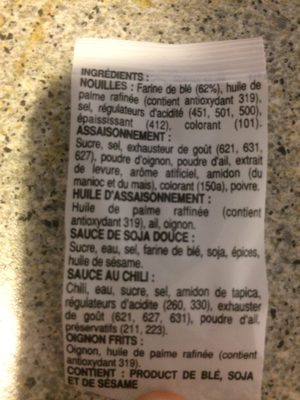 INGRÉDIENTS :
NOUILLES : Farine de blé (62%), huile de
palme rafinée (contient antioxydant 319),
sel, régulateurs d'acidité (451, 501, 500),
épaississant (412), colorant (101).
ASSAISONNEMENT :
Sucre, sel, exhausteur de goût (621, 631,
627), poudre d'oignon, poudre d'ail, extrait
de levure, arôme artificiel, amidon (du
manioc et du mais), colorant (150a), poivre.
HUILE D'ASSAISONNEMENT :
Huile de palme raffinée (contient
antioxydant 319), ail, oignon.
SAUCE DE SOJA DOUCE :
Sucre, eau, sel, farine de blé, soja, épices,
huile de sésame.
SAUCE AU CHILI :
Chili, eau, sucre, sel, amidon de tapica,
régulateurs d'acidite (260, 330), exhauster
de goût (621, 627, 631), poudre d'ail,
préservatifs (211, 223).
OIGNON FRITS :
Oignon, huile de palme rafinée (contient
antioxydant 319).
CONTIENT : PRODUCT DE BLÉ, SOJA
ET DE SÉSAME